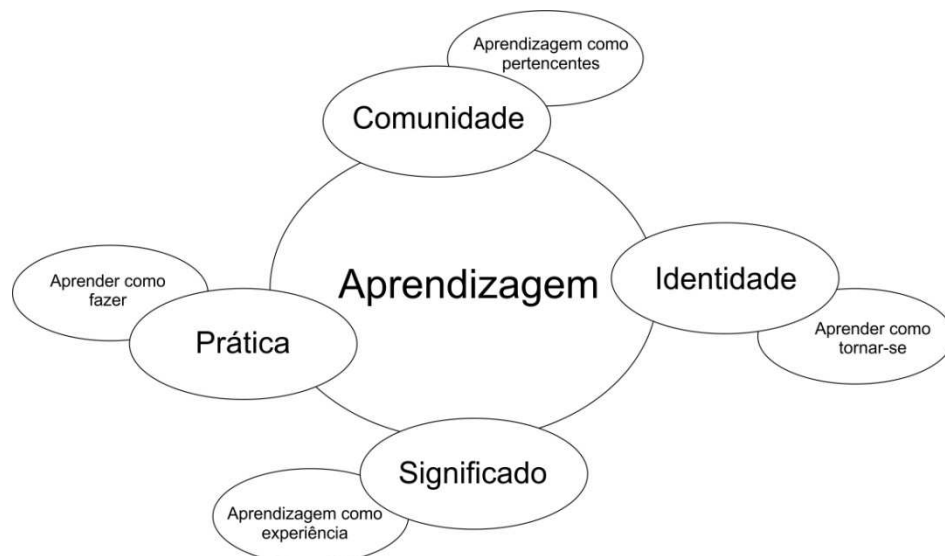 Aprendizagem como
pertencentes
Comunidade
Aprendizagem
Identidade
Aprender como
fazer
Prática
Aprender como
tornar-se
Significado
Aprendizagem como
experiência